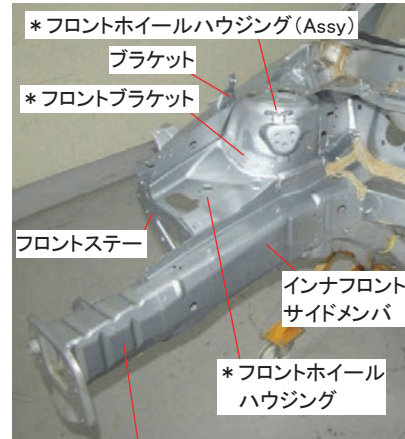 ＊フロントホイールハウジング(Assy)
ブラケット
＊フロントブラケット
フロントステー
インナフロント
サイドメンバ
＊フロントホイール
ハウジング